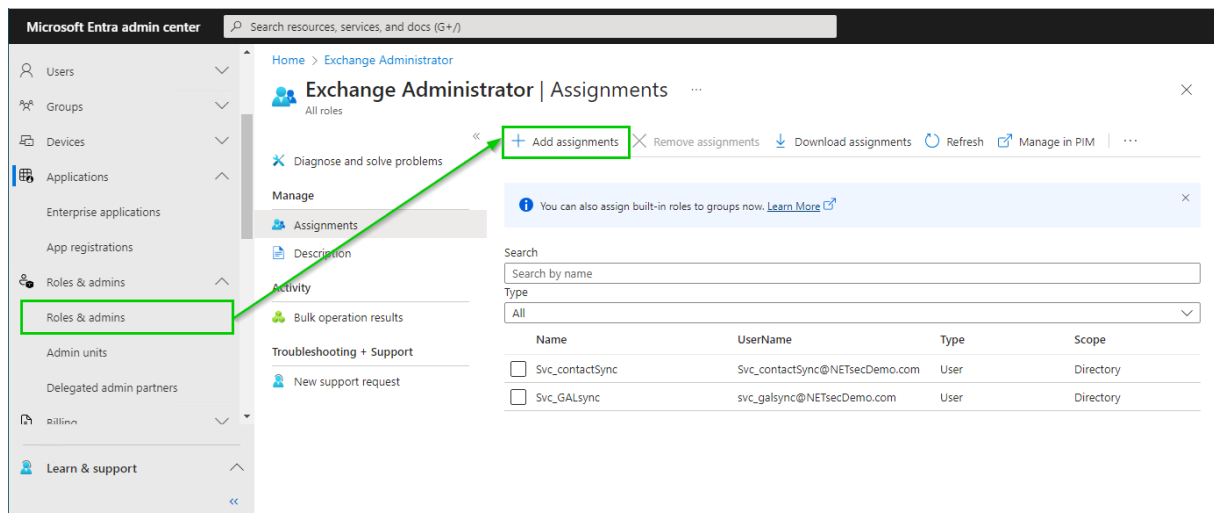 Microsoft Entra admin center
Search resources, services, and docs (G+/)
Users
Groups
Devices
Applications
Enterprise applications
App registrations
Roles & admins
Roles & admins
Admin units
Delegated admin partners
Billing
Learn & support
Home > Exchange Administrator
Exchange Administrator | Assignments ...
All roles
Diagnose and solve problems
Manage
Assignments
Description
Activity
Bulk operation results
Troubleshooting + Support
New support request
+ Add assignments Remove assignments Download assignments Refresh Manage in PIM ...
You can also assign built-in roles to groups now. Learn More
Search
Search by name
Type
All
Name UserName Type Scope
Svc_contactSync Svc_contactSync@NETsecDemo.com User Directory
Svc_GALsync svc_galsync@NETsecDemo.com User Directory